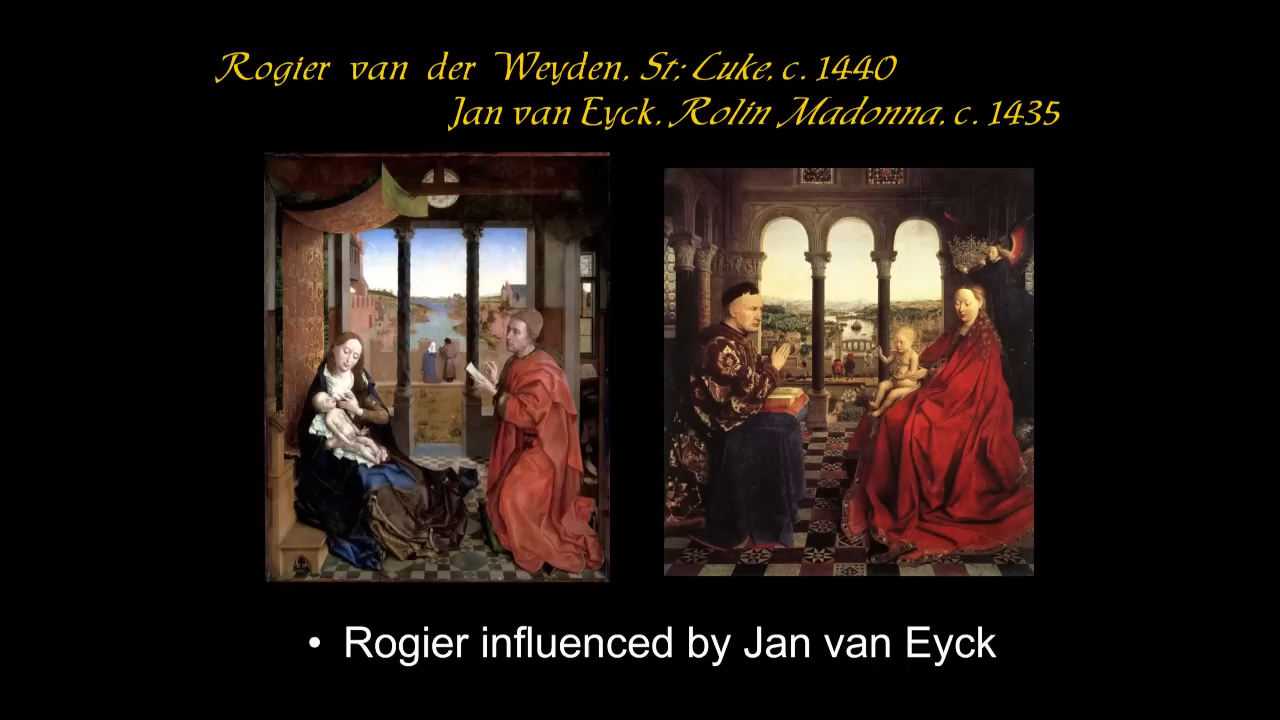 Rogier van der Weyden, St; Luke, c. 1440
Jan van Eyck, Rolin Madonna, c. 1435
• Rogier influenced by Jan van Eyck